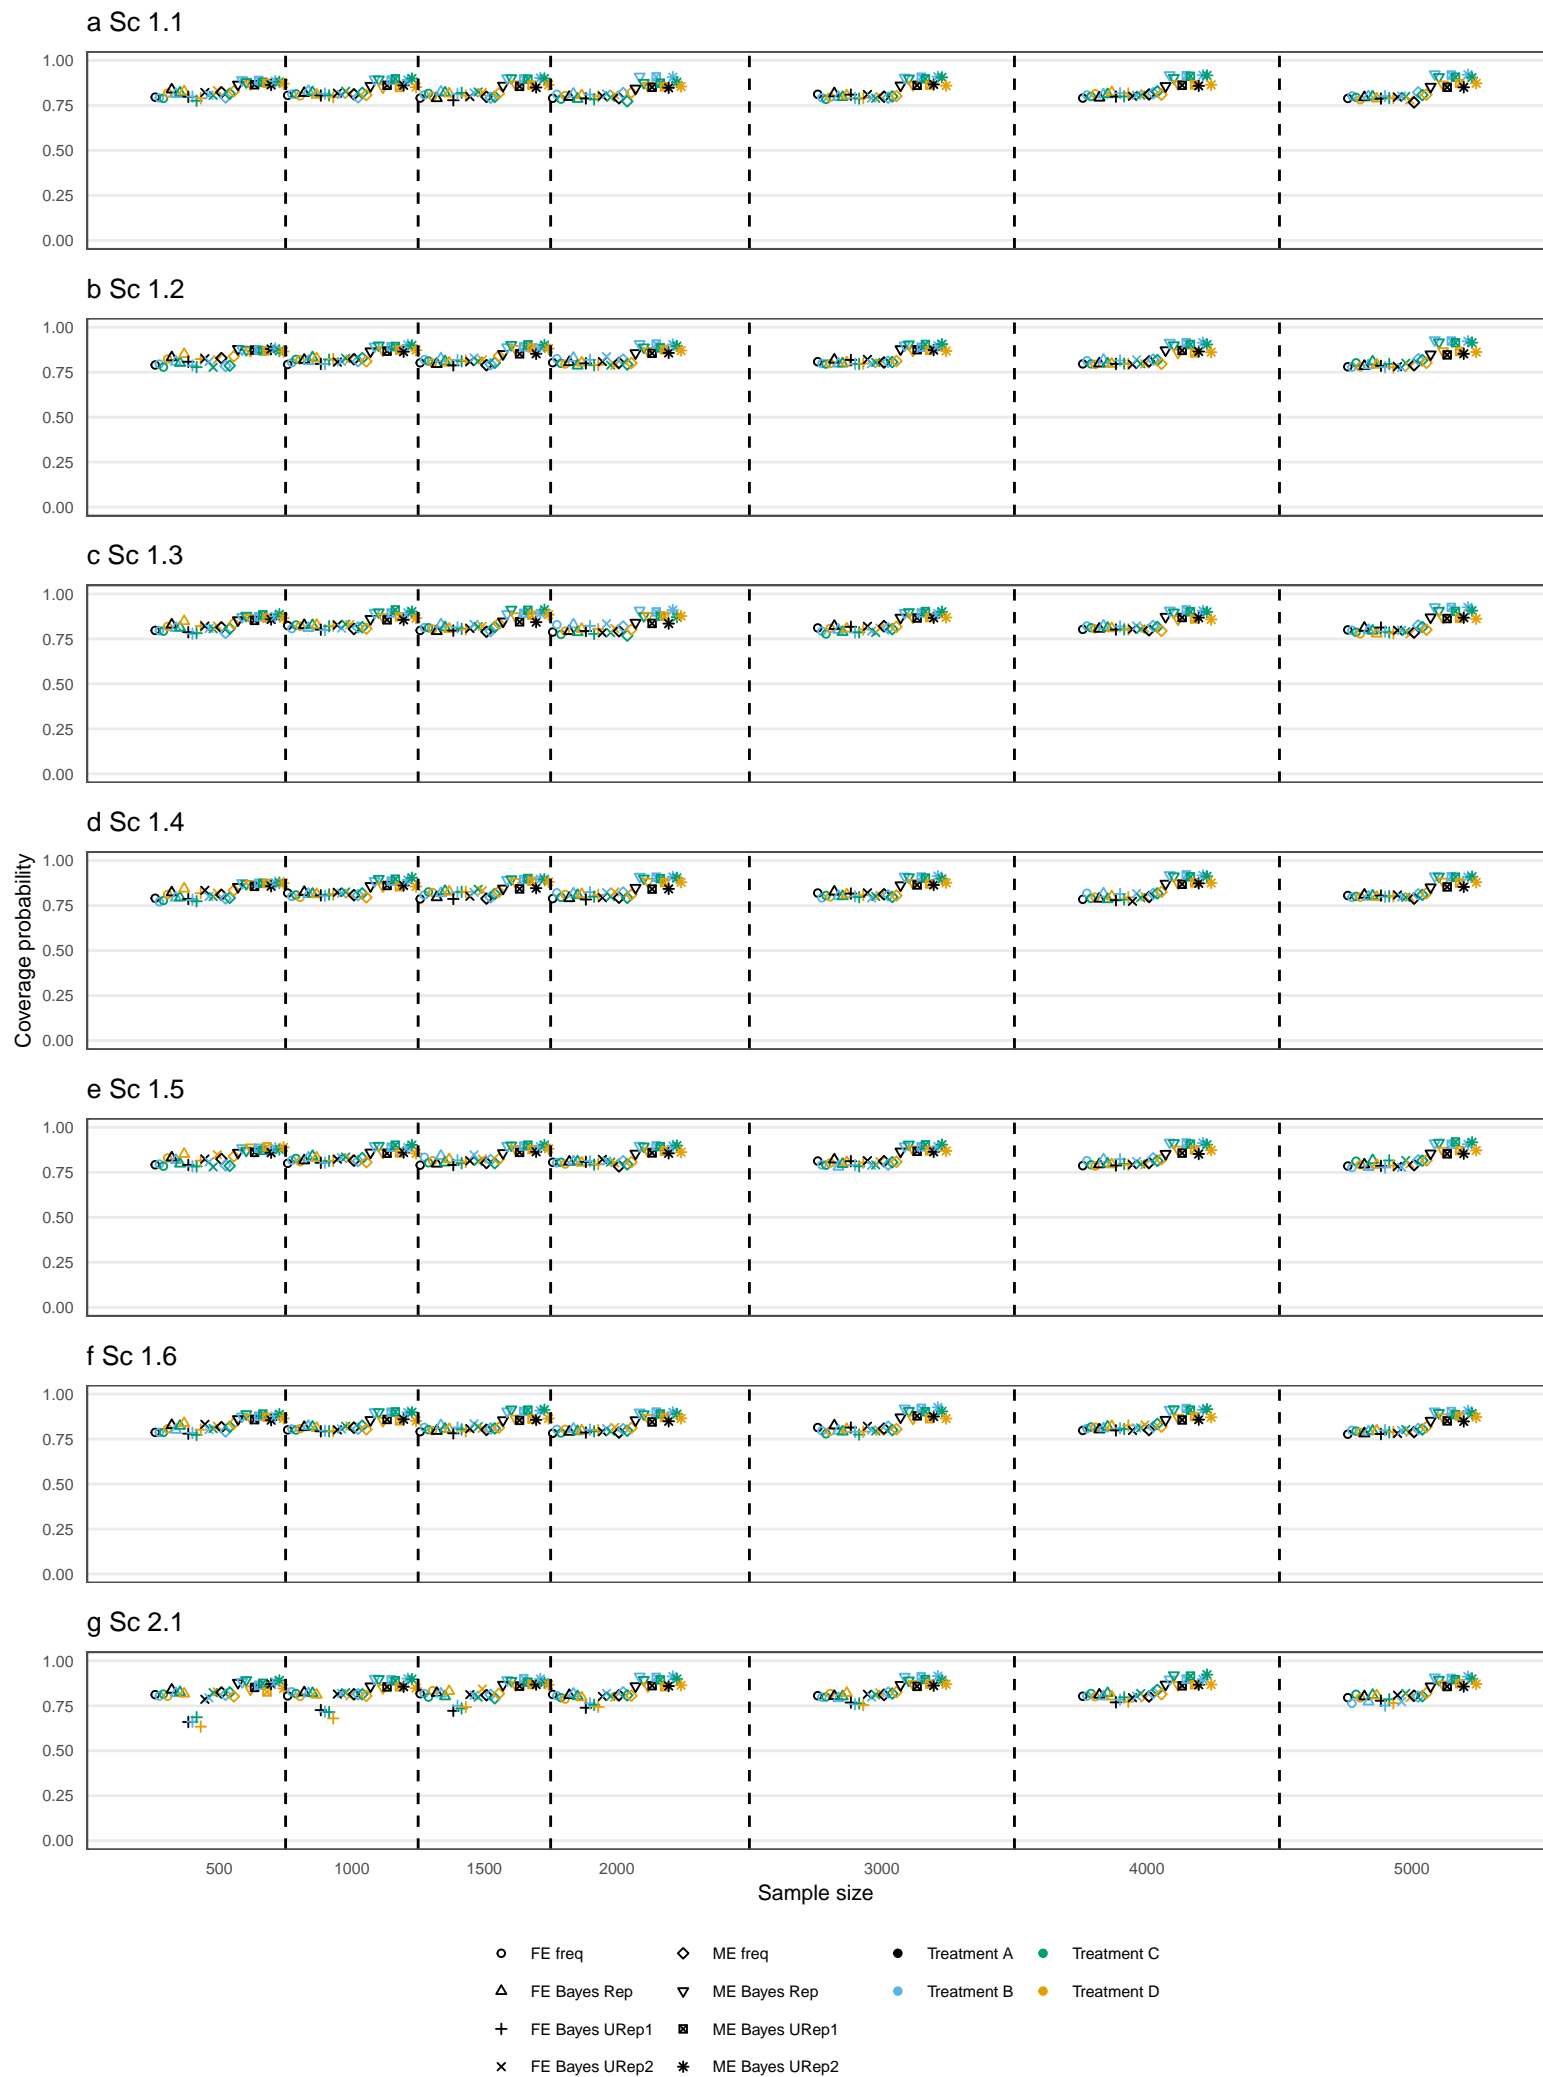 a Sc 1.1
1.00
0.75
0.50
0.25
0.00
b Sc 1.2
1.00
0.75
0.50
0.25
0.00
c Sc 1.3
1.00
0.75
0.50
0.25
0.00
d Sc 1.4
1.00
0.75
0.50
0.25
0.00
Coverage probability
e Sc 1.5
1.00
0.75
0.50
0.25
0.00
f Sc 1.6
1.00
0.75
0.50
0.25
0.00
g Sc 2.1
1.00
0.75
0.50
0.25
0.00
500 1000 1500 2000 3000 4000 5000
Sample size
FE freq ME freq Treatment A Treatment C
FE Bayes Rep ME Bayes Rep Treatment B Treatment D
FE Bayes URep1 ME Bayes URep1
FE Bayes URep2 ME Bayes URep2